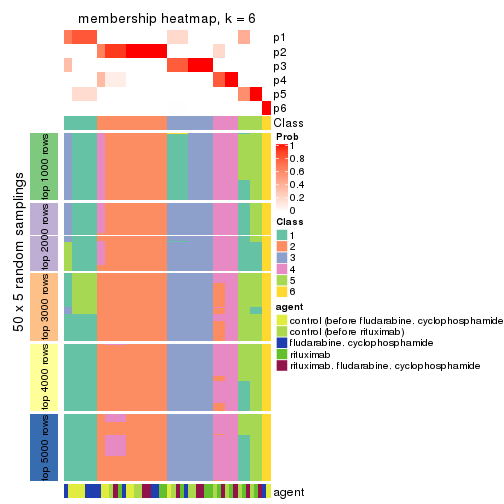 membership heatmap, k = 6
p1
p2
p3
p4
p5
p6
Class
50 x 5 random samplings
top 1000 rows
top 2000 rows
top 3000 rows
top 4000 rows
top 5000 rows
Prob
1
0.8
0.6
0.4
0.2
0
Class
1
2
3
4
5
6
agent
control (before fludarabine. cyclophosphamide
control (before rituximab)
fludarabine. cyclophosphamide
rituximab
rituximab. fludarabine. cyclophosphamide
agent